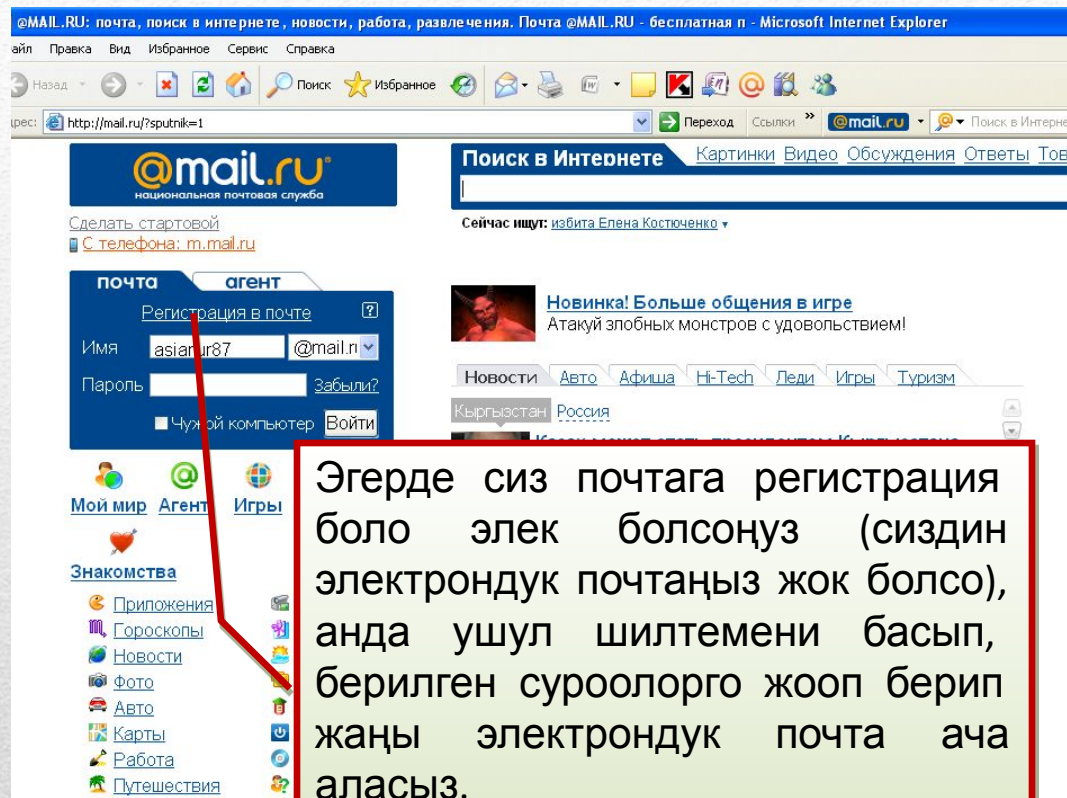 @MAIL.RU: почта, поиск в интернете, новости, работа, развлечения. Почта @MAIL.RU - бесплатная п - Microsoft Internet Explorer
айл Правка Вид Избранное Сервис Справка
Назад Поиск Избранное
рес: http://mail.ru/?sputnik=1 Переход Ссылки » @mail.ru Поиск в Интерне
@mail.ru
национальная почтовая служба
Сделать стартовой
С телефона: m.mail.ru
Поиск в Интернете Картинки Видео Обсуждения Ответы Тов
Сейчас ищут: избита Елена Костюченко
почта агент
Регистрация в почте ?
Имя asianur87 @mail.r
Пароль Забыли?
Чужой компьютер Войти
Новинка! Больше общения в игре
Атакуй злобных монстров с удовольствием!
Новости Авто Афиша Hi-Tech Леди Игры Туризм
Кыргызстан Россия
Мой мир Агент Игры
Знакомства
Приложения
Гороскопы
Новости
Фото
Авто
Карты
Работа
Путешествия
Эгерде сиз почтага регистрация
боло элек болсоңуз (сиздин
электрондук почтаңыз жок болсо),
анда ушул шилтемени басып,
берилген суроолорго жооп берип
жаңы электрондук почта ача
аласыз.